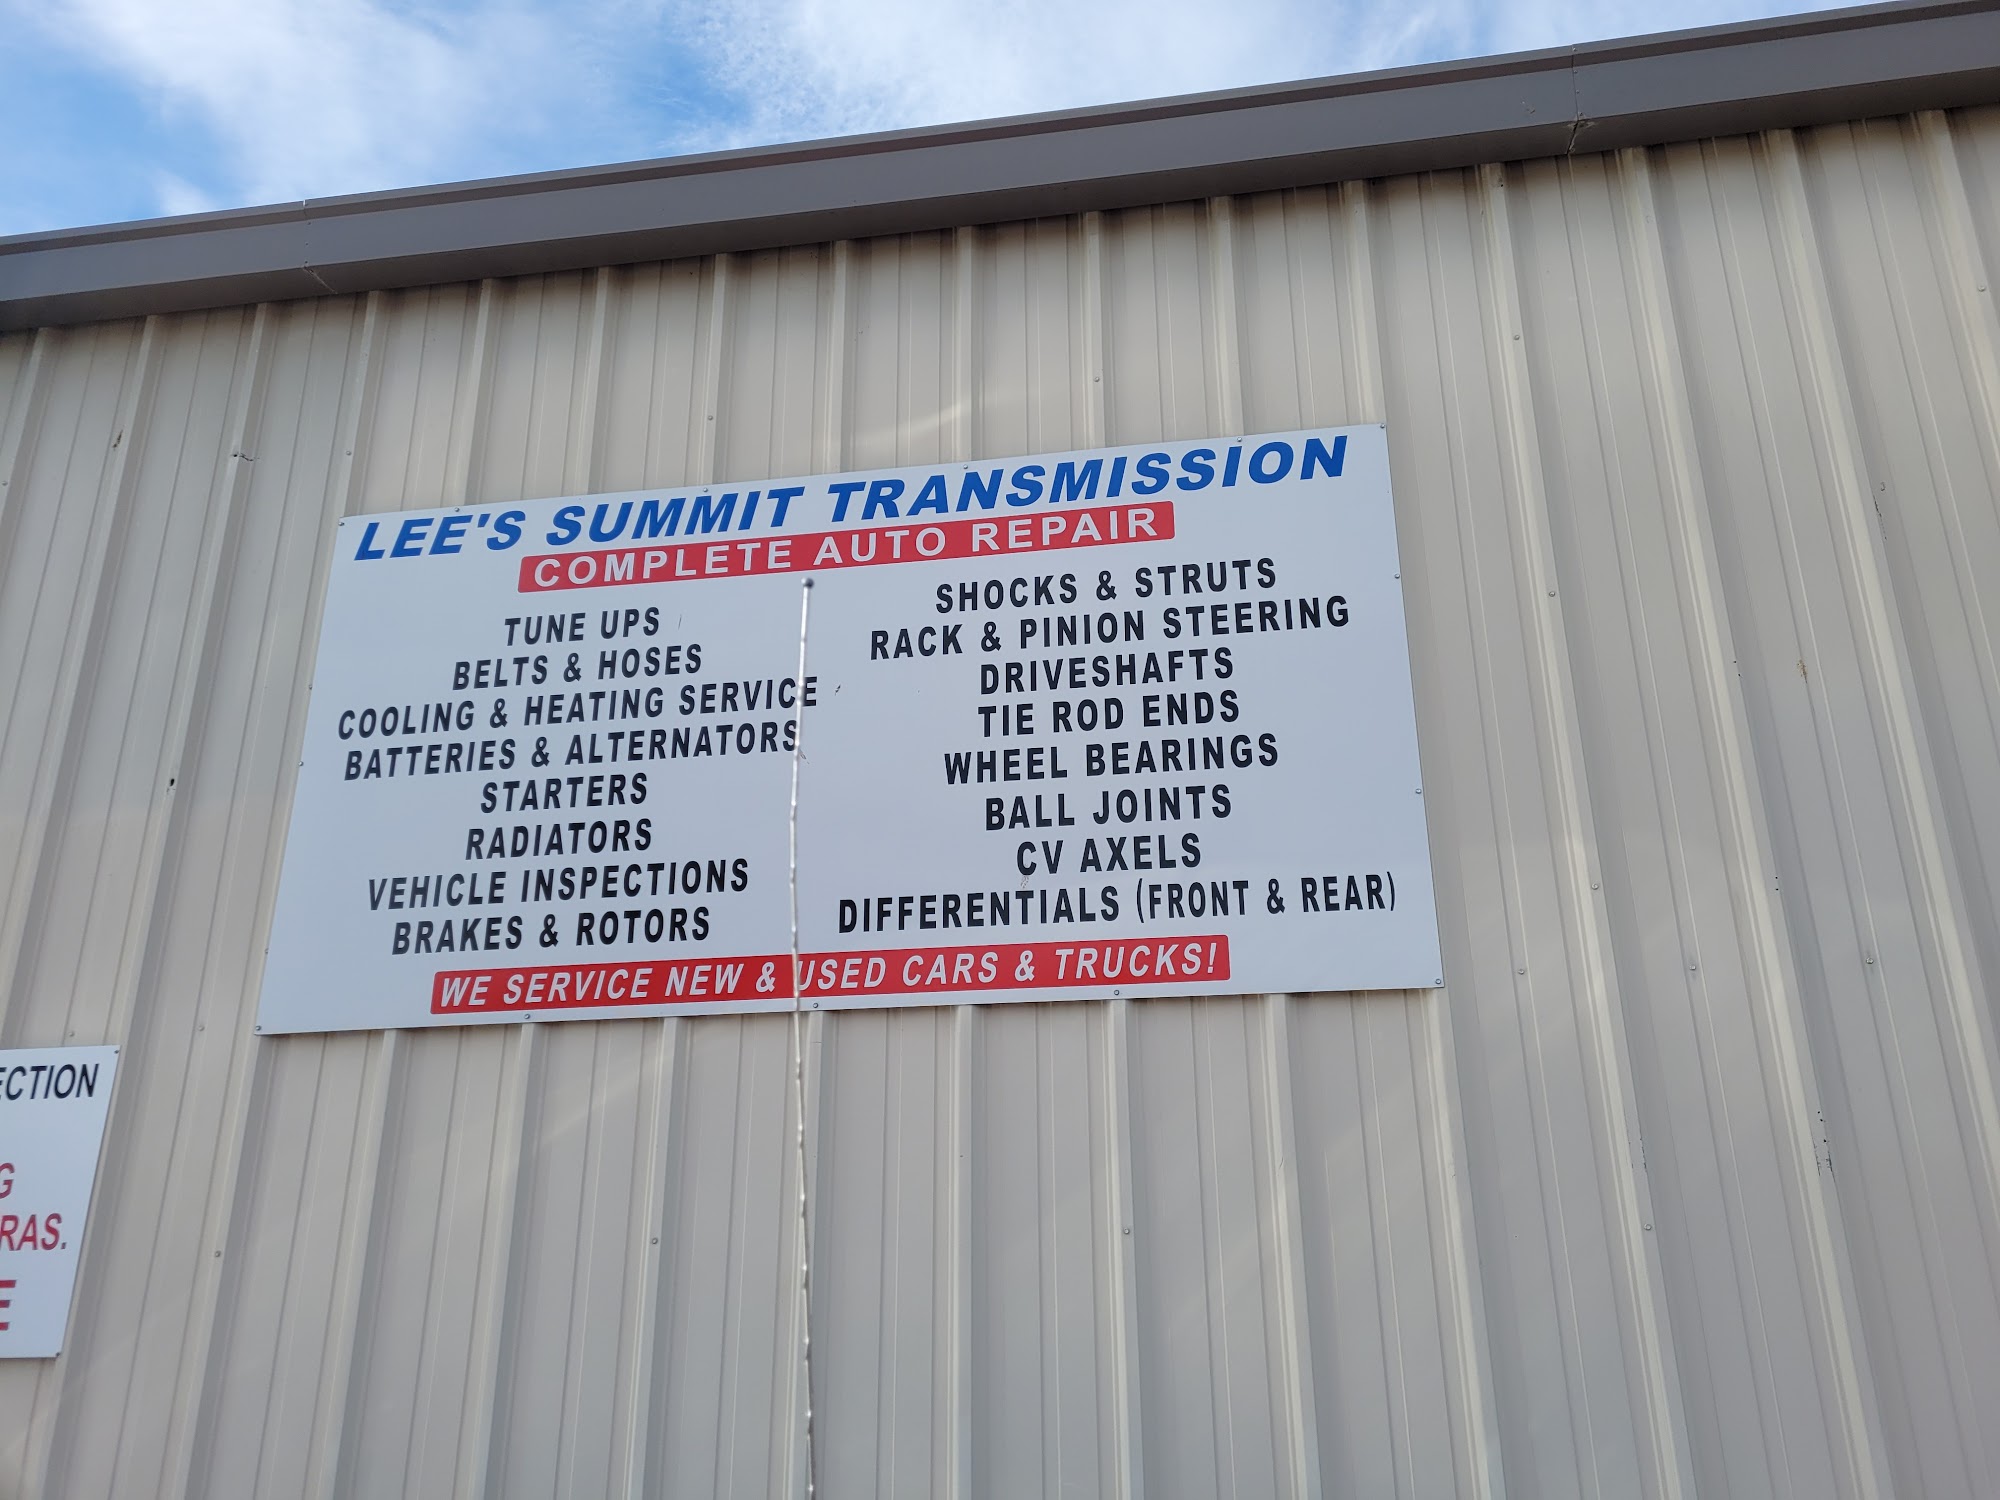 LEE'S SUMMIT TRANSMISSION
COMPLETE AUTO REPAIR
TUNE UPS
BELTS & HOSES
COOLING & HEATING SERVICE
BATTERIES & ALTERNATORS
STARTERS
RADIATORS
VEHICLE INSPECTIONS
BRAKES & ROTORS
SHOCKS & STRUTS
RACK & PINION STEERING
DRIVESHAFTS
TIE ROD ENDS
WHEEL BEARINGS
BALL JOINTS
CV AXELS
DIFFERENTIALS (FRONT & REAR)
WE SERVICE NEW & USED CARS & TRUCKS!